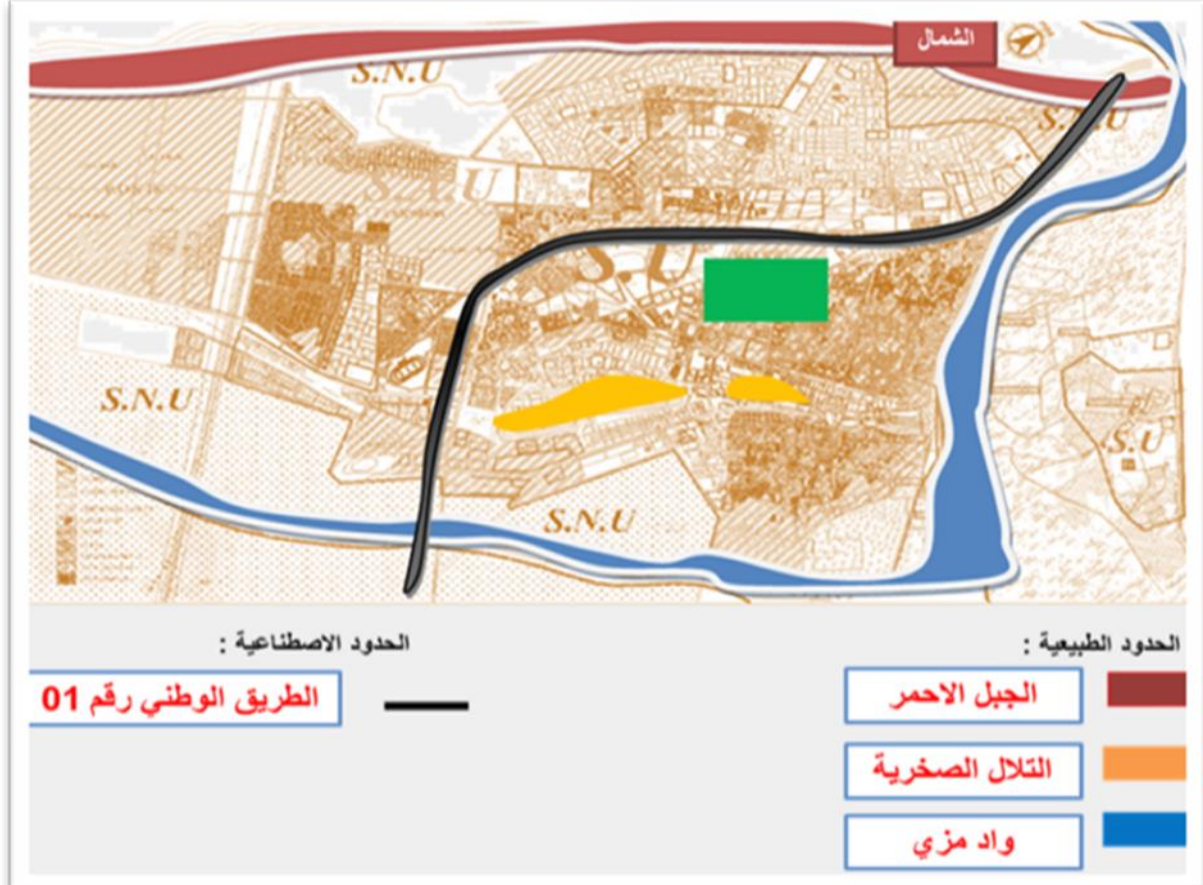 الشمال
S.N.U
S.N.U
S.U
S.N.U
S.U
S.N.U
الحدود الطبيعية :
الجبل الاحمر
التلال الصخرية
واد مزي
الحدود الاصطناعية :
الطريق الوطني رقم 01